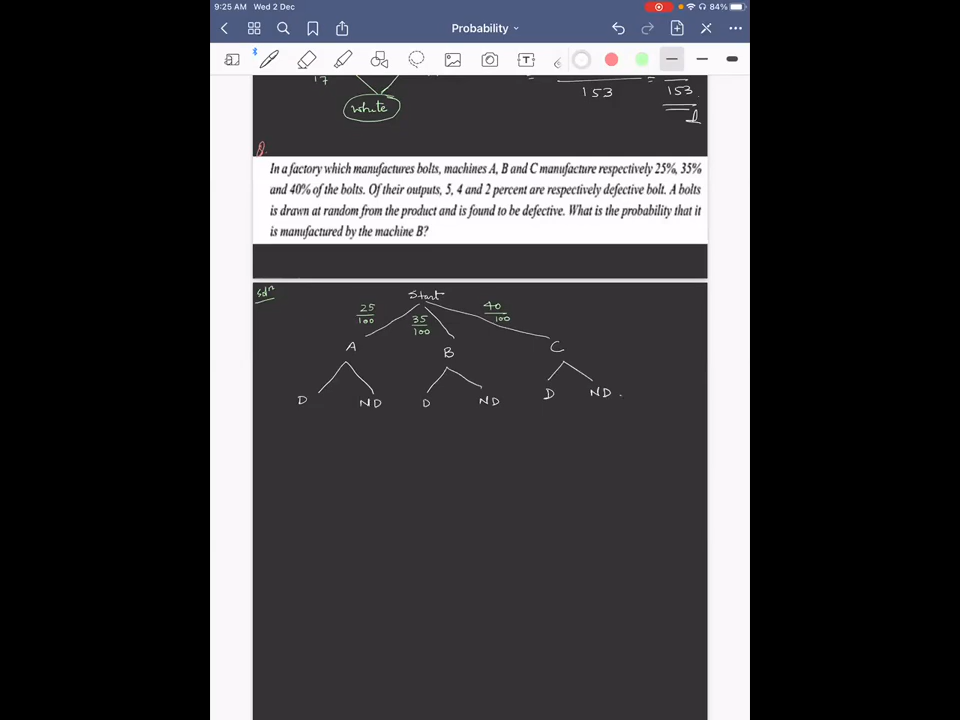 9:25 AM Wed 2 Dec
84%
Probability
T
17
white
= 153 = 153
Q.
In a factory which manufactures bolts, machines A, B and C manufacture respectively 25%, 35%
and 40% of the bolts. Of their outputs, 5, 4 and 2 percent are respectively defective bolt. A bolts
is drawn at random from the product and is found to be defective. What is the probability that it
is manufactured by the machine B?
Solⁿ
Start
25/100 35/100 40/100
A B C
D ND D ND D ND